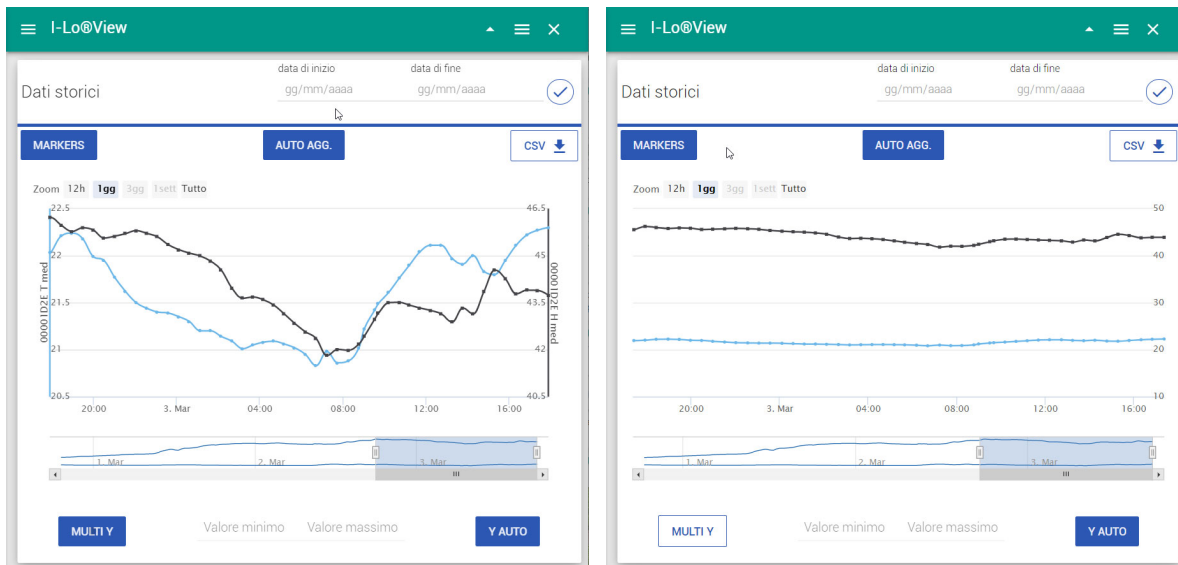 I-Lo®View
data di inizio data di fine
Dati storici gg/mm/aaaa gg/mm/aaaa
MARKERS AUTO AGG. CSV
Zoom 12h 1gg 3gg 1sett Tutto
22.5 46.5
22 45
21.5 43.5
21 42
20.5 40.5
00001D2E T med
00001D2E H med
20:00 3. Mar 04:00 08:00 12:00 16:00
1. Mar 2. Mar 3. Mar
MULTI Y Valore minimo Valore massimo Y AUTO
I-Lo®View
data di inizio data di fine
Dati storici gg/mm/aaaa gg/mm/aaaa
MARKERS AUTO AGG. CSV
Zoom 12h 1gg 3gg 1sett Tutto
50
40
30
20
10
20:00 3. Mar 04:00 08:00 12:00 16:00
1. Mar 2. Mar 3. Mar
MULTI Y Valore minimo Valore massimo Y AUTO